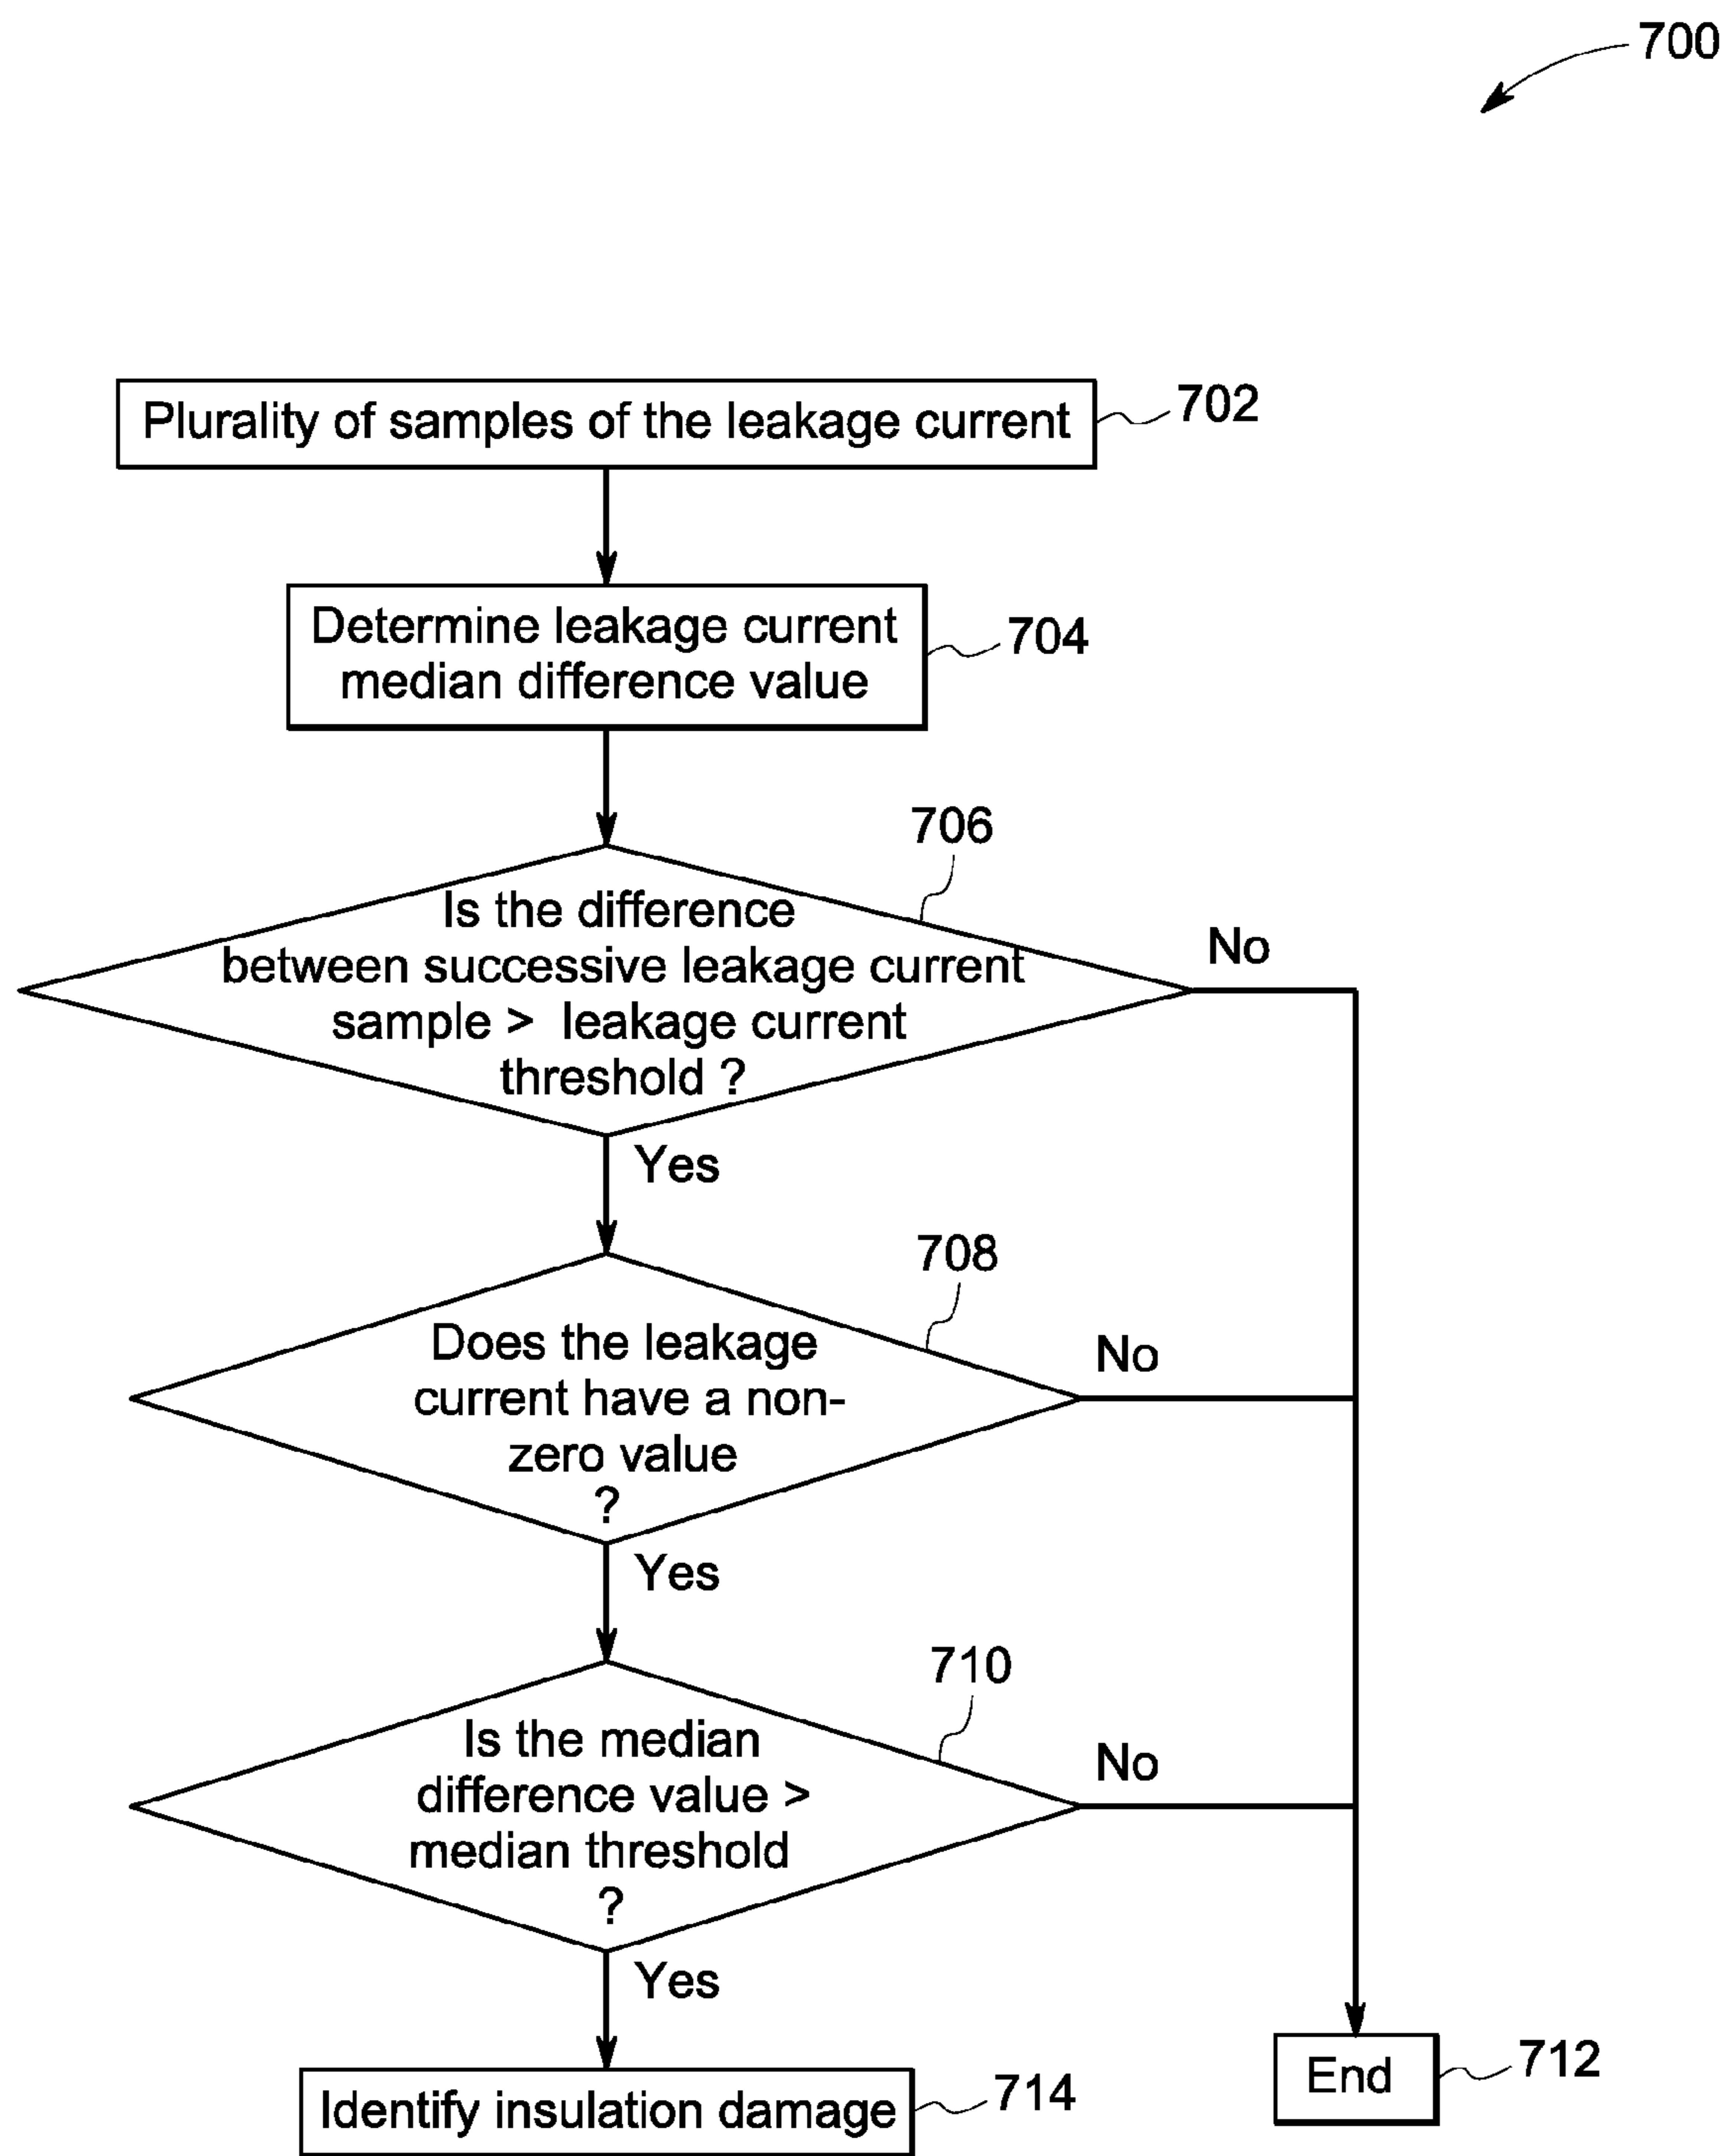 700
Plurality of samples of the leakage current
702
Determine leakage current
median difference value
704
706
Is the difference
between successive leakage current
sample > leakage current
threshold ?
No
Yes
708
Does the leakage
current have a non-
zero value
?
No
Yes
710
Is the median
difference value >
median threshold
?
No
Yes
End
712
Identify insulation damage
714